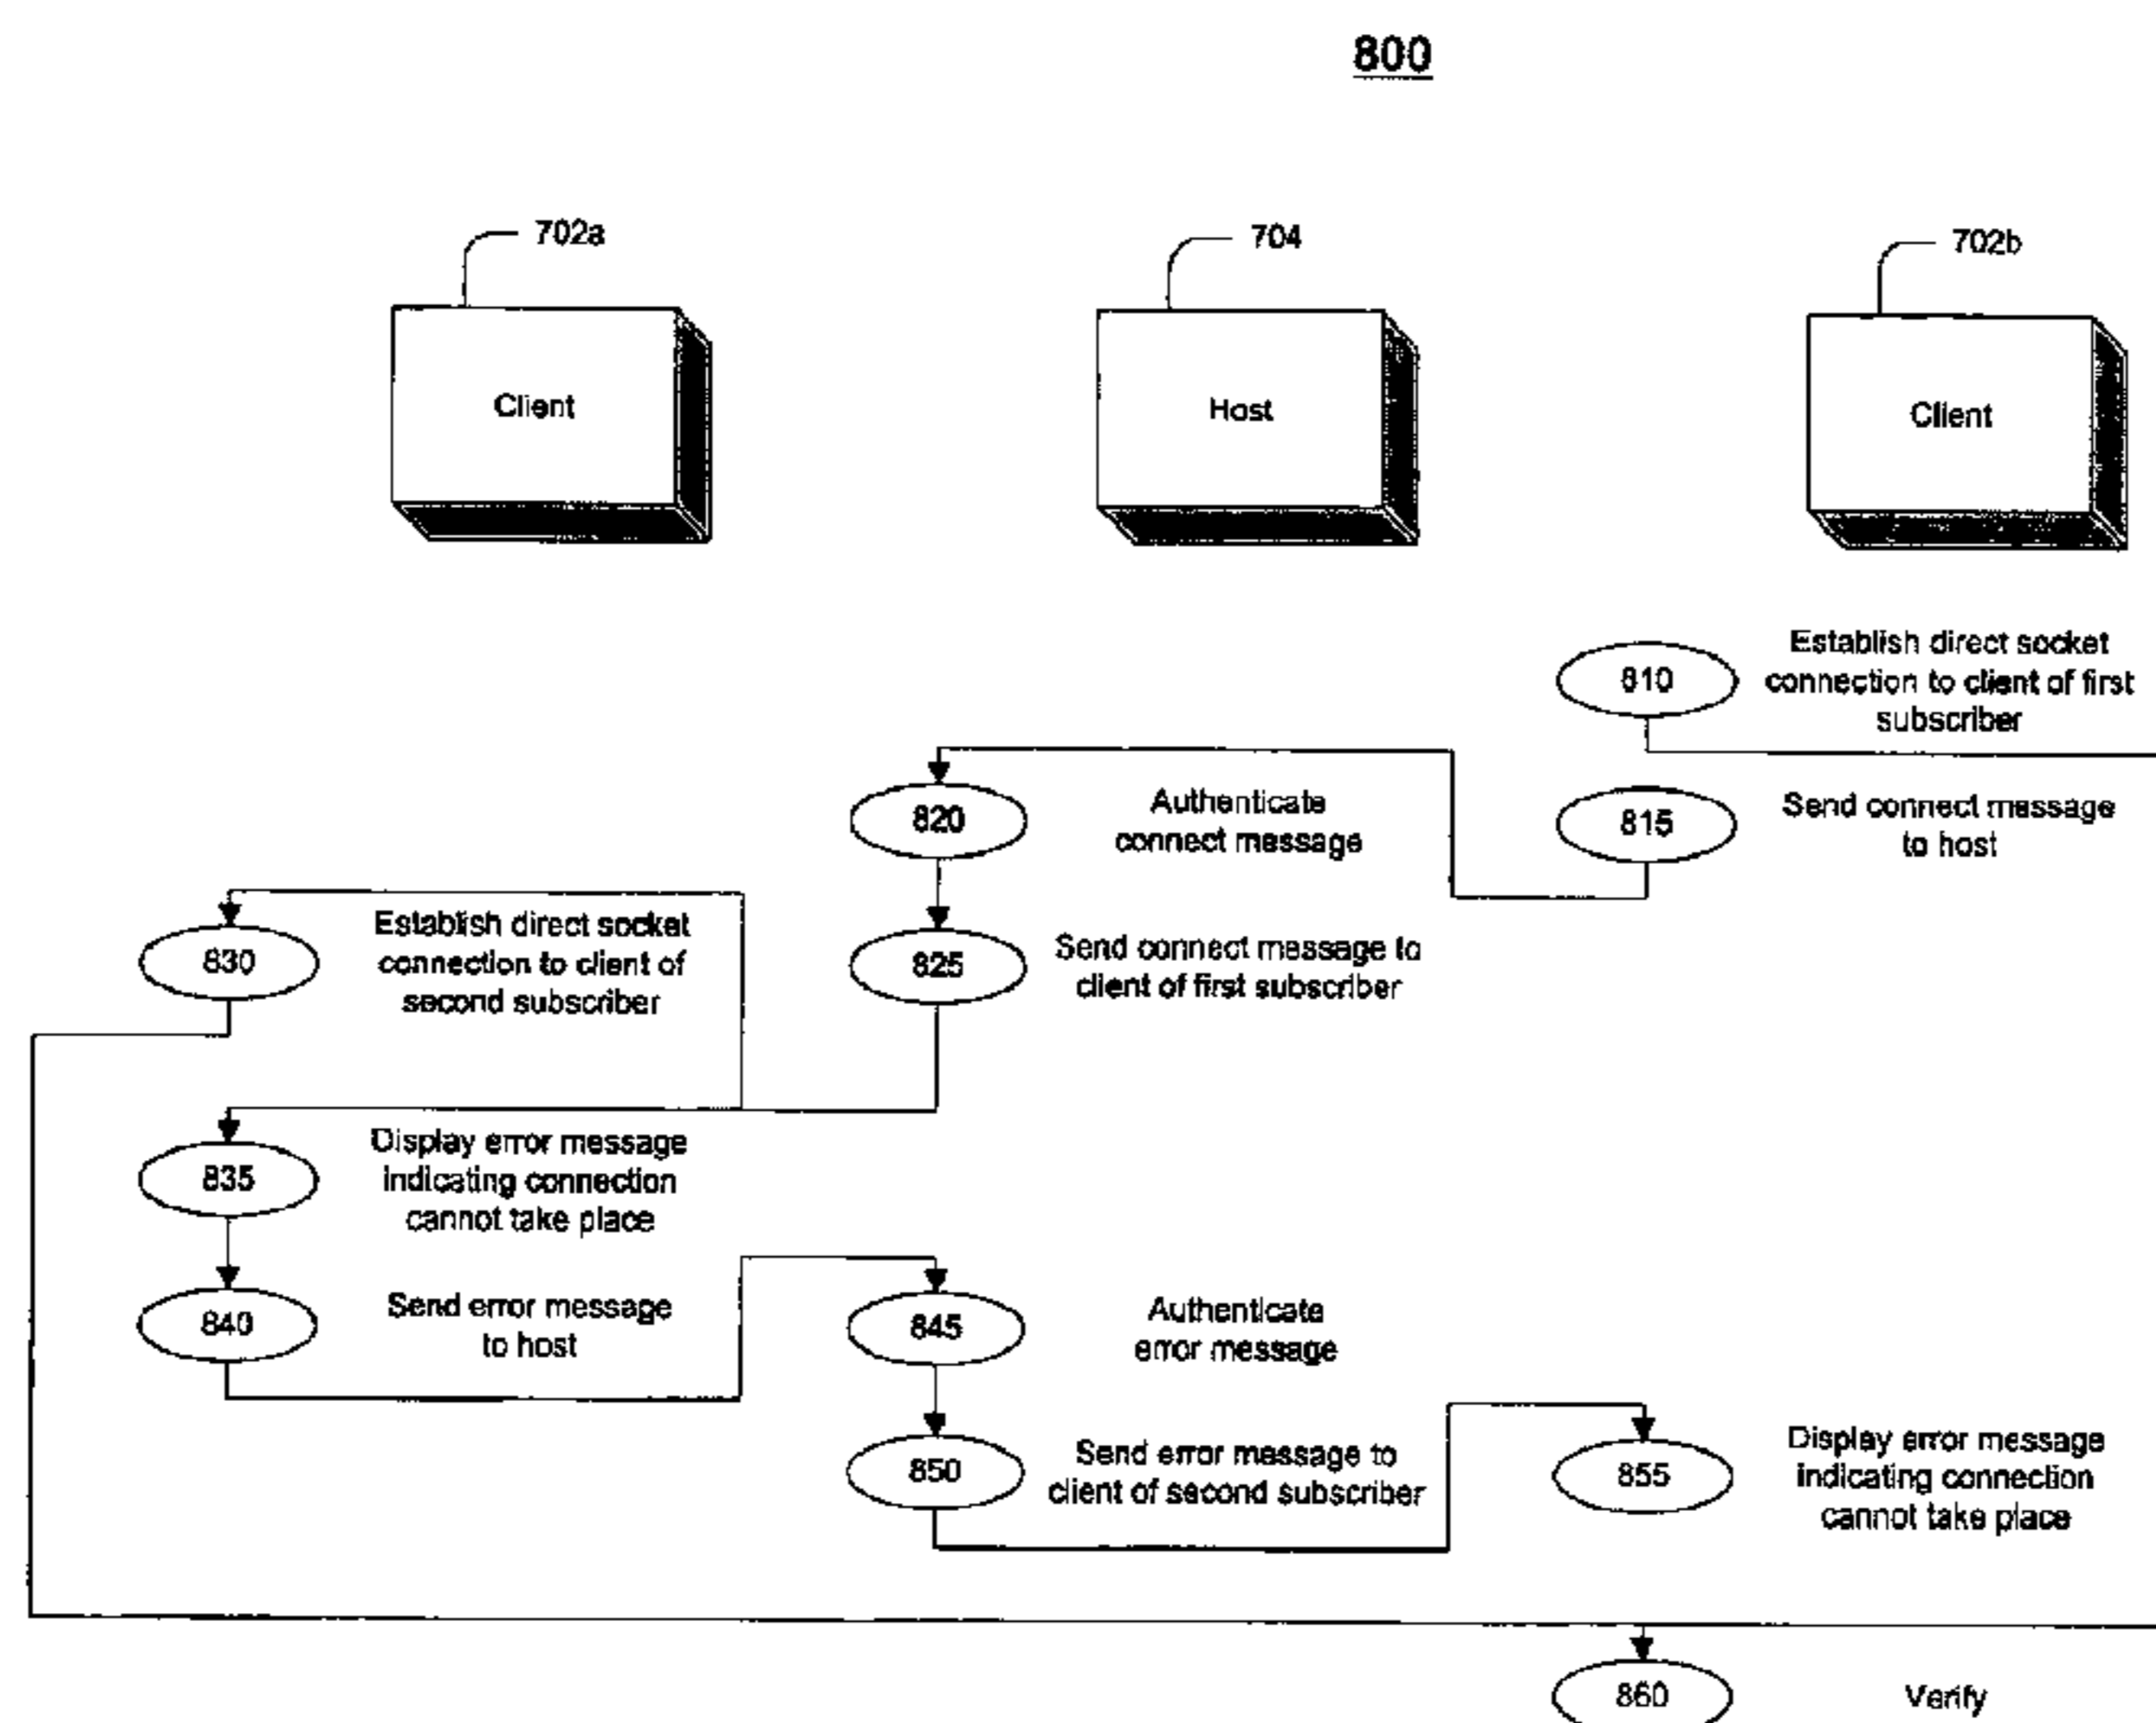 800
702a
704
702b
Client
Host
Client
810
Establish direct socket
connection to client of first
subscriber
820
Authenticate
connect message
815
Send connect message
to host
830
Establish direct socket
connection to client of
second subscriber
825
Send connect message to
client of first subscriber
835
Display error message
indicating connection
cannot take place
840
Send error message
to host
845
Authenticate
error message
850
Send error message to
client of second subscriber
855
Display error message
indicating connection
cannot take place
860
Verify